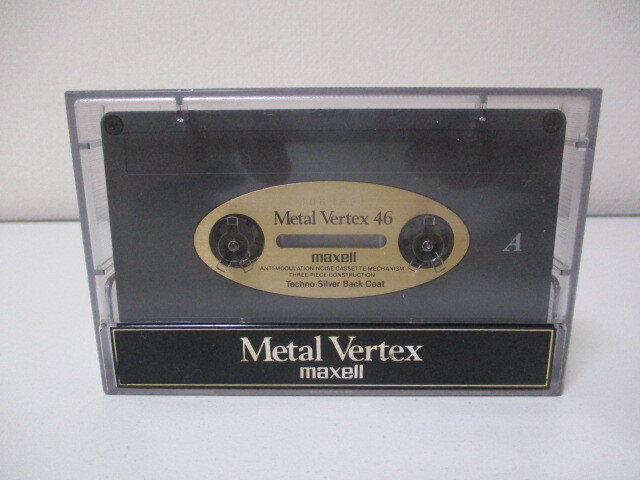 Metal Vertex 46
maxell
ANTI-MODULATION NOISE CASSETTE MECHANISM
THREE PIECE CONSTRUCTION
Techno-Silver Back Coat
A
Metal Vertex
maxell